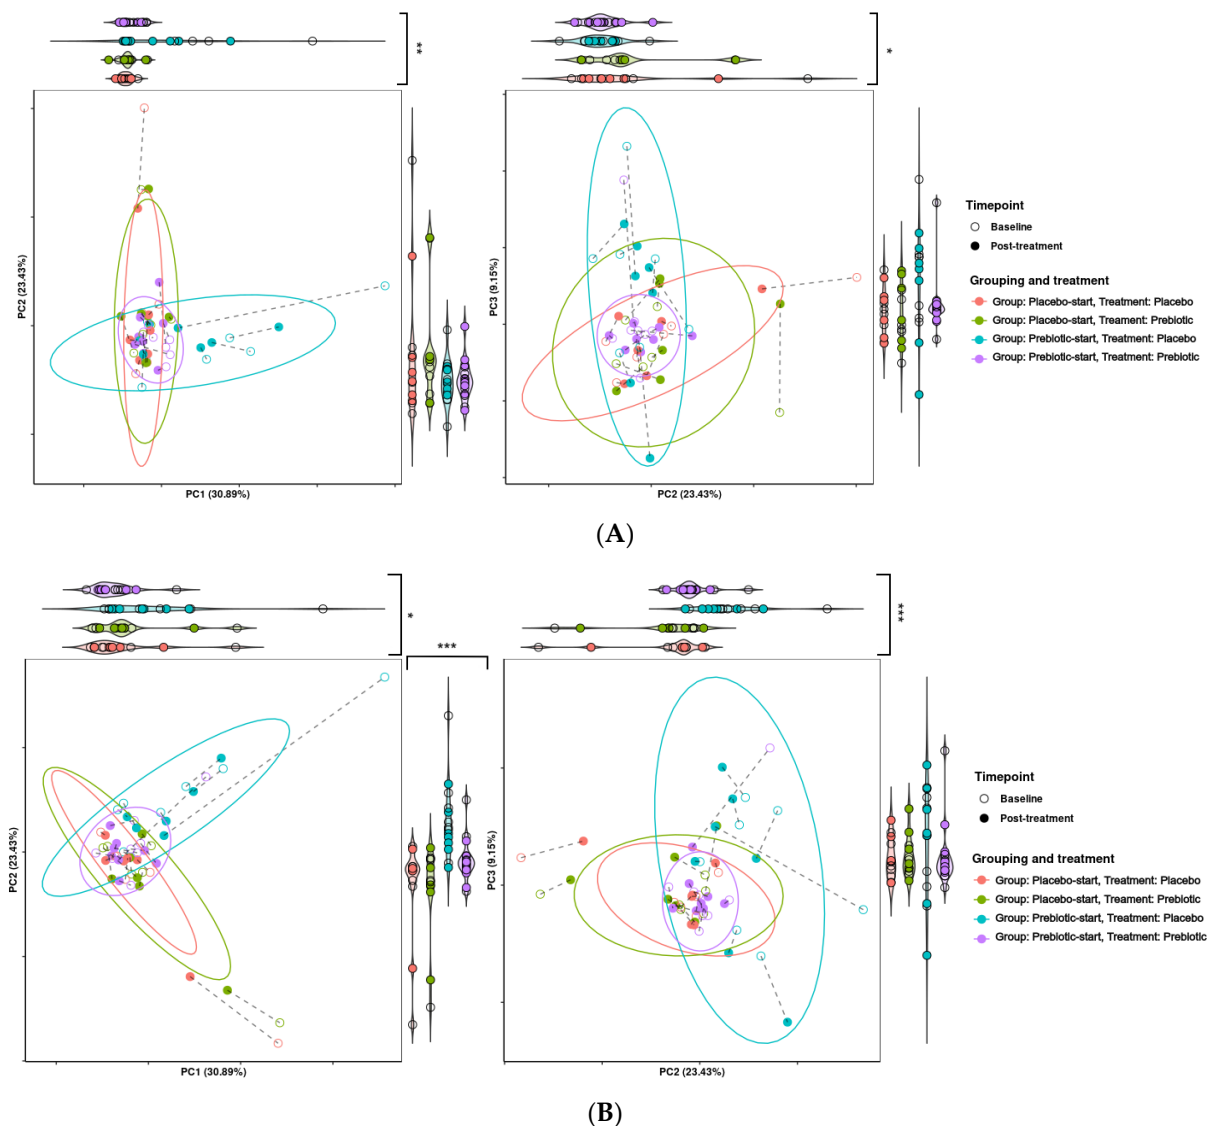 **
*
PC2 (23.43%)
PC1 (30.89%)
PC3 (9.15%)
PC2 (23.43%)
Timepoint
Baseline
Post-treatment
Grouping and treatment
Group: Placebo-start, Treatment: Placebo
Group: Placebo-start, Treament: Prebiotic
Group: Prebiotic-start, Treatment: Placebo
Group: Prebiotic-start, Treatment: Prebiotic
(A)
*
***
***
PC2 (23.43%)
PC1 (30.89%)
PC3 (9.15%)
PC2 (23.43%)
Timepoint
Baseline
Post-treatment
Grouping and treatment
Group: Placebo-start, Treatment: Placebo
Group: Placebo-start, Treament: Prebiotic
Group: Prebiotic-start, Treatment: Placebo
Group: Prebiotic-start, Treatment: Prebiotic
(B)